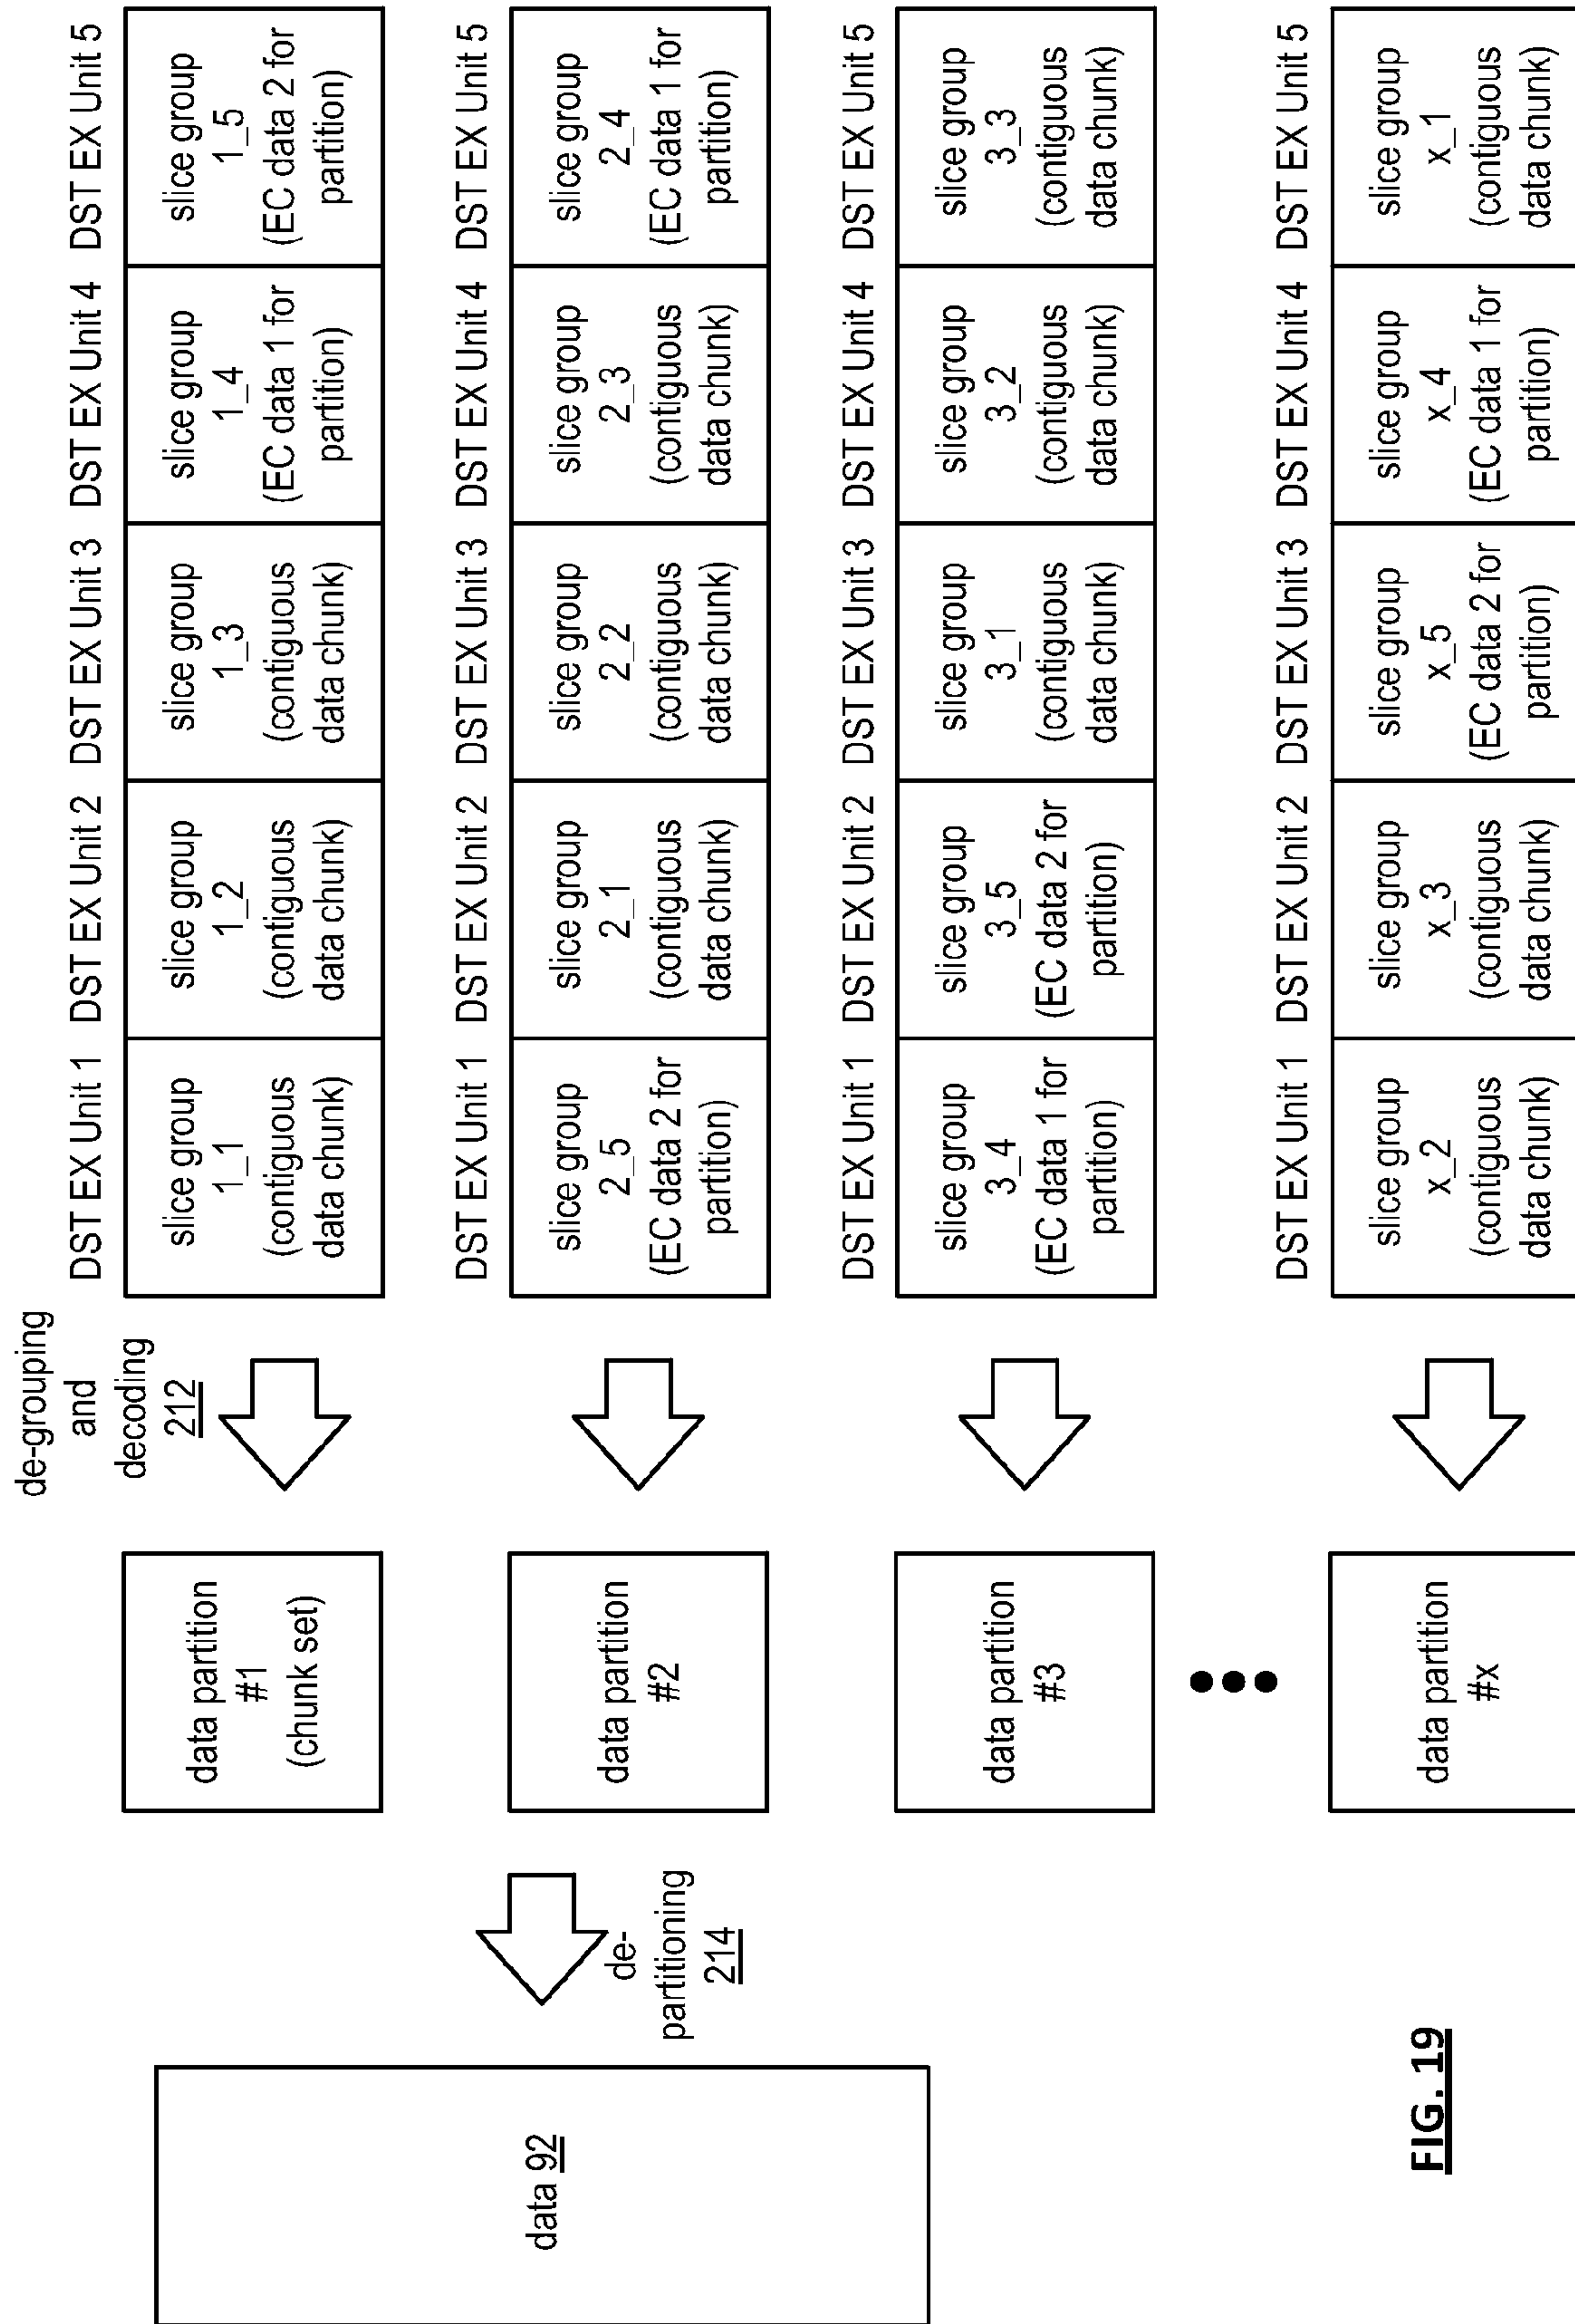 de-grouping
and
decoding
212
DST EX Unit 1 DST EX Unit 2 DST EX Unit 3 DST EX Unit 4 DST EX Unit 5
data partition
#1
(chunk set)
slice group
1_1
(contiguous
data chunk)
slice group
1_2
(contiguous
data chunk)
slice group
1_3
(contiguous
data chunk)
slice group
1_4
(EC data 1 for
partition)
slice group
1_5
(EC data 2 for
partition)
data 92
de-
partitioning
214
DST EX Unit 1 DST EX Unit 2 DST EX Unit 3 DST EX Unit 4 DST EX Unit 5
data partition
#2
slice group
2_5
(EC data 2 for
partition)
slice group
2_1
(contiguous
data chunk)
slice group
2_2
(contiguous
data chunk)
slice group
2_3
(contiguous
data chunk)
slice group
2_4
(EC data 1 for
partition)
DST EX Unit 1 DST EX Unit 2 DST EX Unit 3 DST EX Unit 4 DST EX Unit 5
data partition
#3
slice group
3_4
(EC data 1 for
partition)
slice group
3_5
(EC data 2 for
partition)
slice group
3_1
(contiguous
data chunk)
slice group
3_2
(contiguous
data chunk)
slice group
3_3
(contiguous
data chunk)
DST EX Unit 1 DST EX Unit 2 DST EX Unit 3 DST EX Unit 4 DST EX Unit 5
data partition
#x
slice group
x_2
(contiguous
data chunk)
slice group
x_3
(contiguous
data chunk)
slice group
x_5
(EC data 2 for
partition)
slice group
x_4
(EC data 1 for
partition)
slice group
x_1
(contiguous
data chunk)
FIG. 19